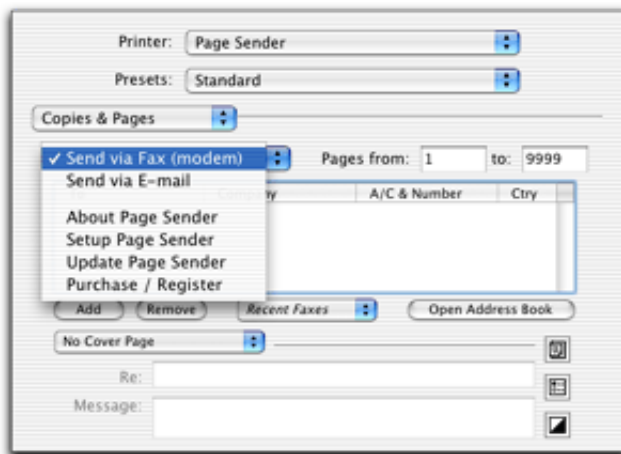 Printer: Page Sender
Presets: Standard
Copies & Pages
✓ Send via Fax (modem) Pages from: 1 to: 9999
Send via E-mail
A/C & Number Ctry
About Page Sender
Setup Page Sender
Update Page Sender
Purchase / Register
Add Remove Recent Faxes Open Address Book
No Cover Page
Re:
Message: